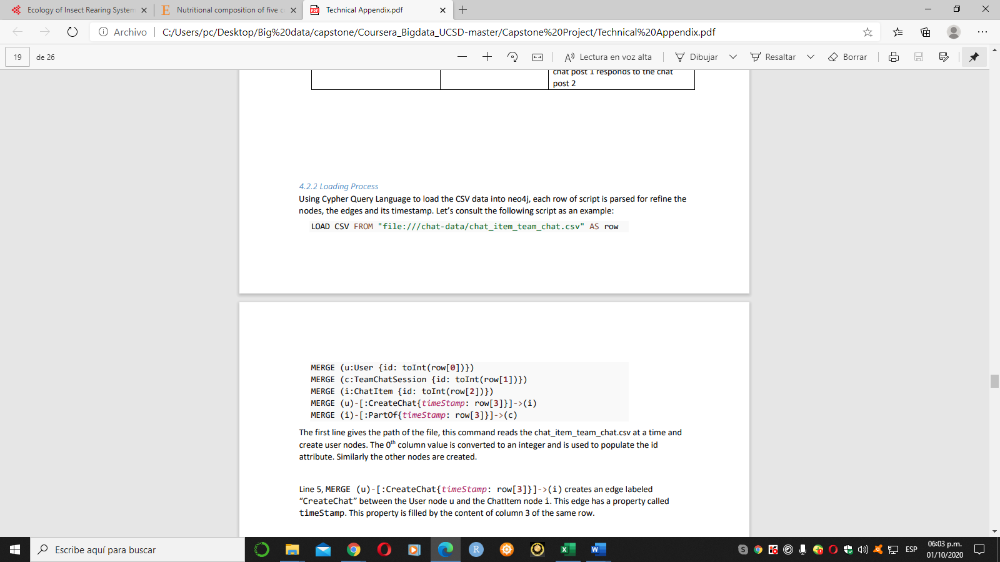 Ecology of Insect Rearing System
Nutritional composition of five c
Technical Appendix.pdf
Archivo
C:/Users/pc/Desktop/Big%20data/capstone/Coursera_Bigdata_UCSD-master/Capstone%20Project/Technical%20Appendix.pdf
19 de 26
Lectura en voz alta
Dibujar
Resaltar
Borrar
chat post 1 responds to the chat
post 2
4.2.2 Loading Process
Using Cypher Query Language to load the CSV data into neo4j, each row of script is parsed for refine the
nodes, the edges and its timestamp. Let’s consult the following script as an example:
LOAD CSV FROM "file:///chat-data/chat_item_team_chat.csv" AS row
MERGE (u:User {id: toInt(row[0])})
MERGE (c:TeamChatSession {id: toInt(row[1])})
MERGE (i:ChatItem {id: toInt(row[2])})
MERGE (u)-[:CreateChat{timeStamp: row[3]}]->(i)
MERGE (i)-[:PartOf{timeStamp: row[3]}]->(c)
The first line gives the path of the file, this command reads the chat_item_team_chat.csv at a time and
create user nodes. The 0th column value is converted to an integer and is used to populate the id
attribute. Similarly the other nodes are created.
Line 5, MERGE (u)-[:CreateChat{timeStamp: row[3]}]->(i) creates an edge labeled
“CreateChat” between the User node u and the ChatItem node i. This edge has a property called
timeStamp. This property is filled by the content of column 3 of the same row.
Escribe aquí para buscar
ESP
06:03 p.m.
01/10/2020